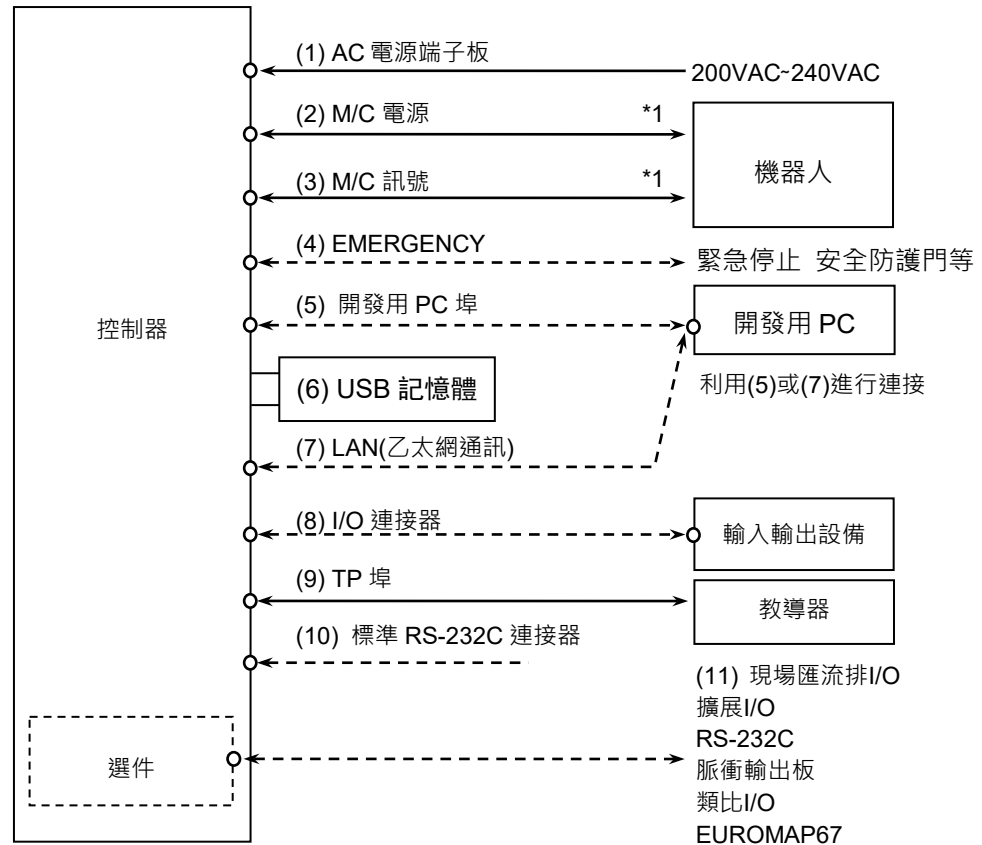 (1) AC 電源端子板
200VAC~240VAC
(2) M/C 電源
*1
機器人
(3) M/C 訊號
*1
(4) EMERGENCY
緊急停止 安全防護門等
(5) 開發用 PC 埠
開發用 PC
控制器
(6) USB 記憶體
利用(5)或(7)進行連接
(7) LAN(乙太網通訊)
(8) I/O 連接器
輸入輸出設備
(9) TP 埠
教導器
(10) 標準 RS-232C 連接器
選件
(11) 現場匯流排I/O
擴展I/O
RS-232C
脈衝輸出板
類比I/O
EUROMAP67